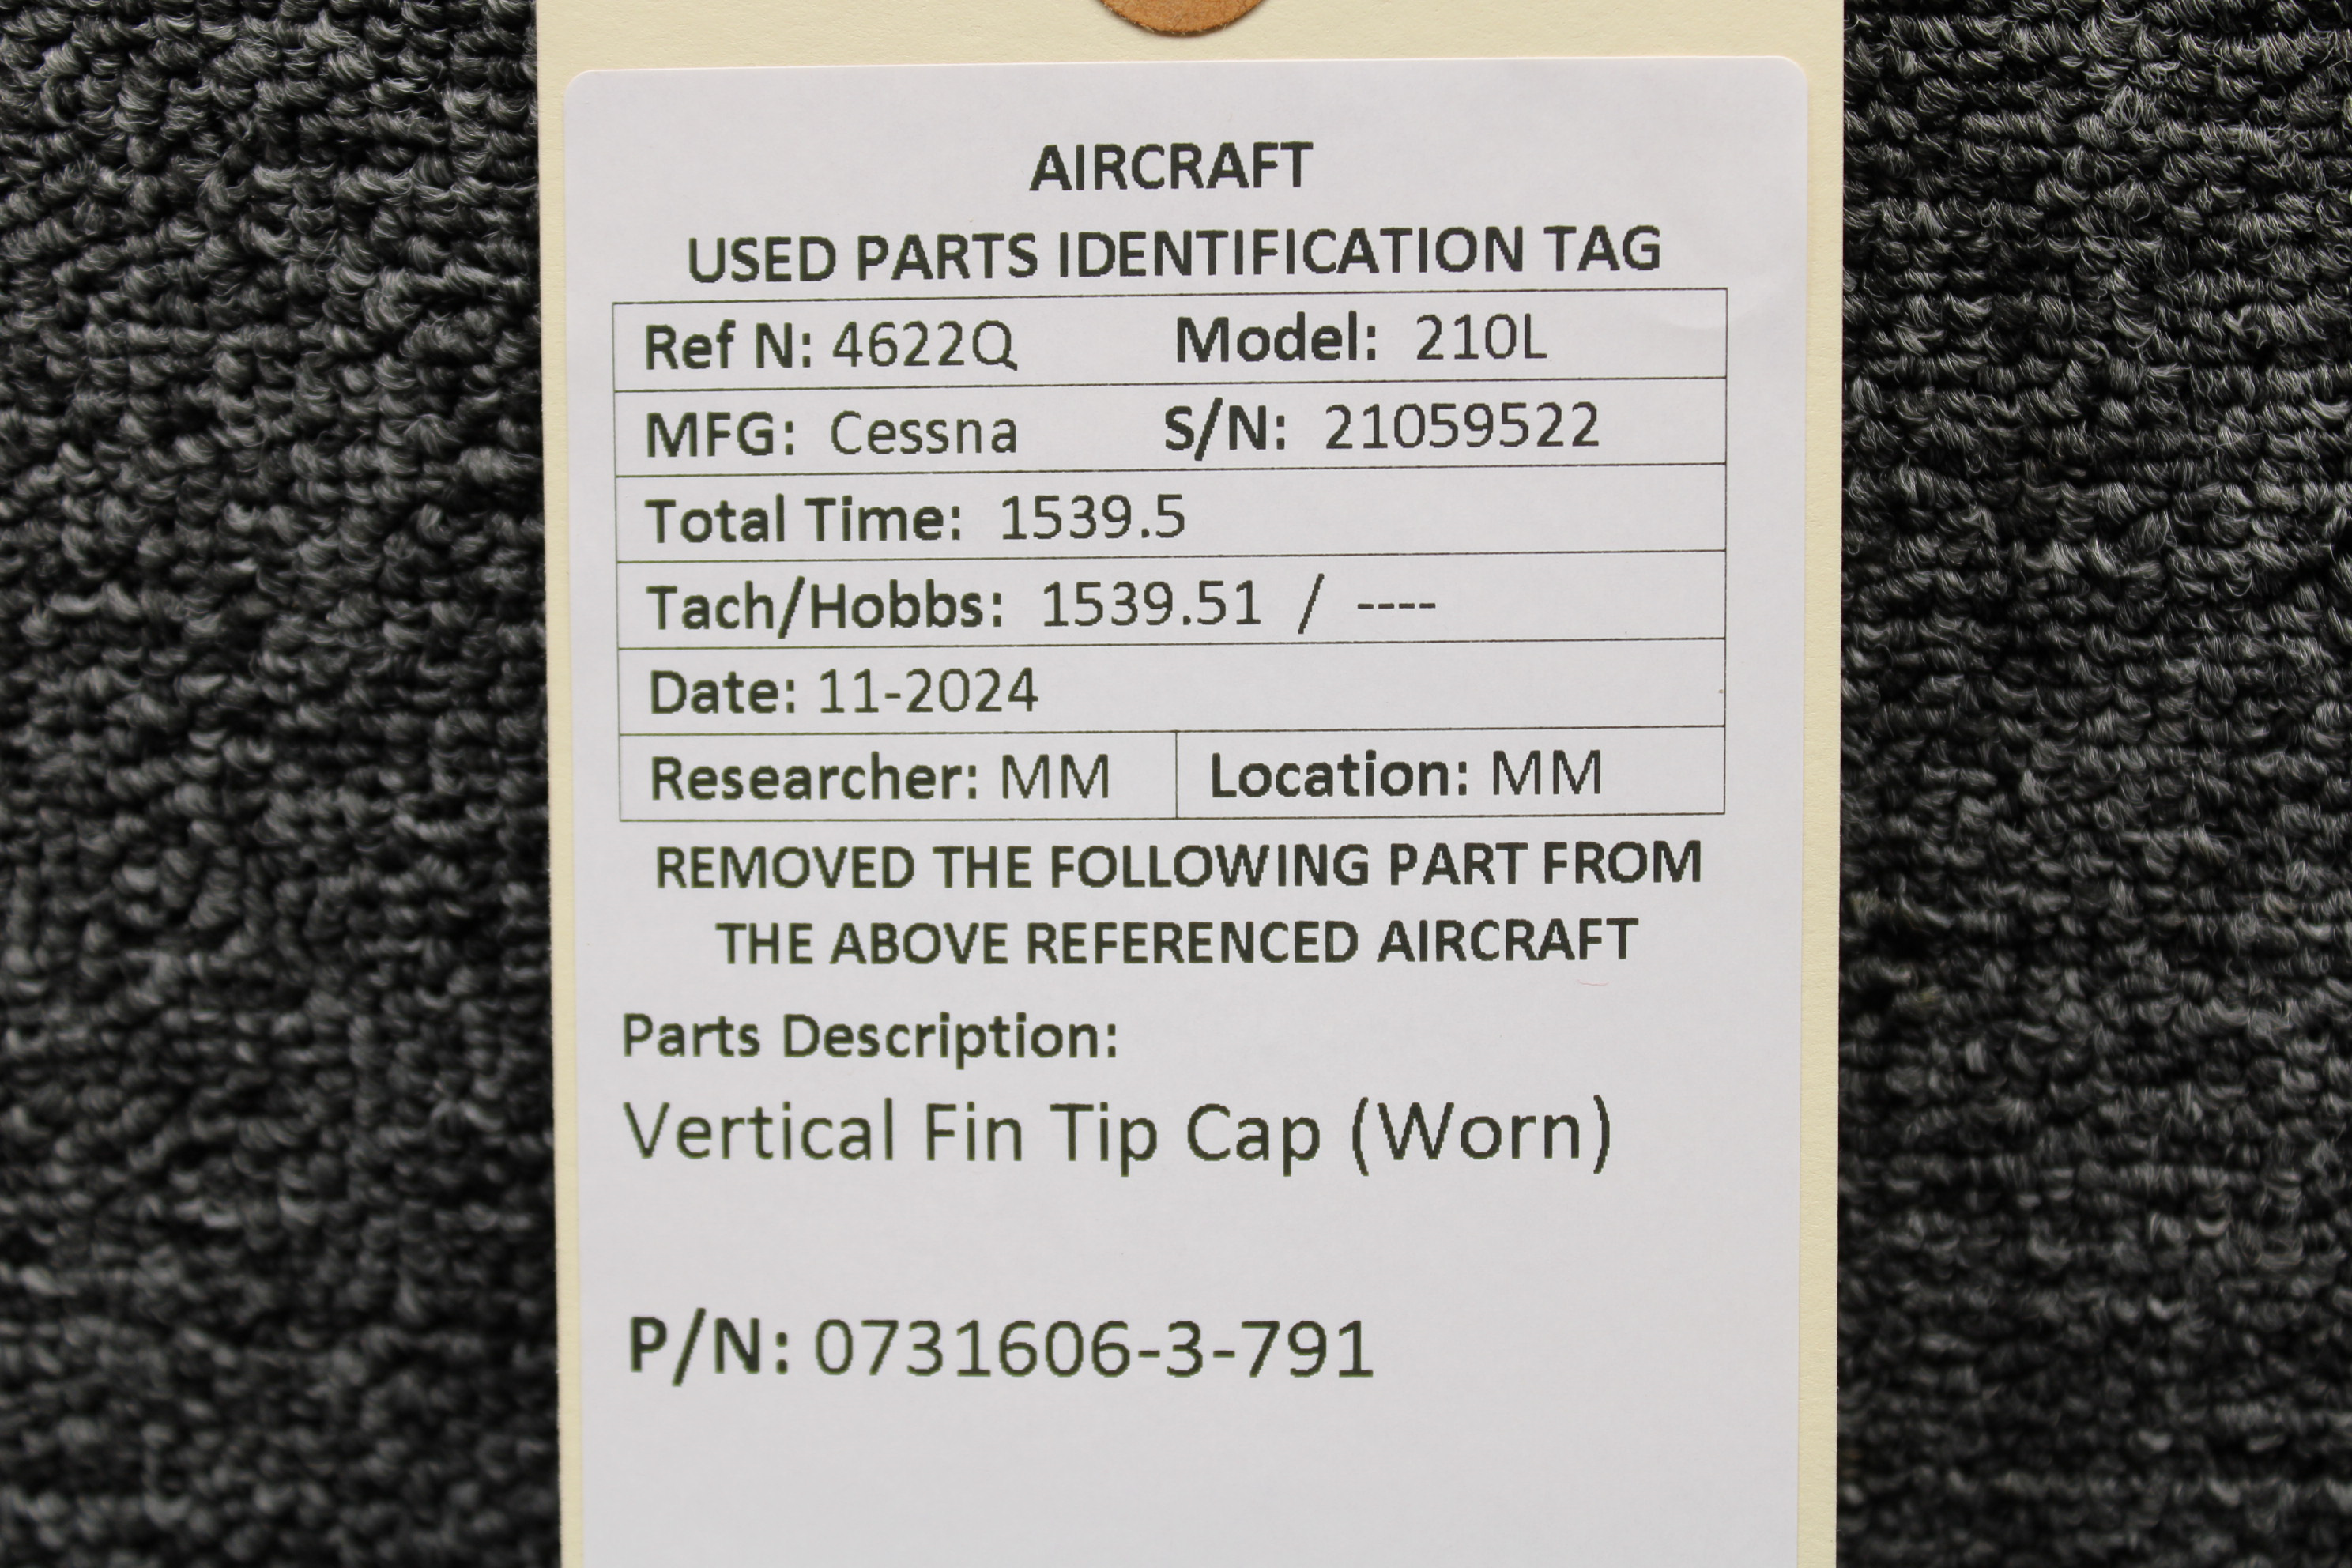 AIRCRAFT
USED PARTS IDENTIFICATION TAG
Ref N: 4622Q Model: 210L
MFG: Cessna S/N: 21059522
Total Time: 1539.5
Tach/Hobbs: 1539.51 / ----
Date: 11-2024
Researcher: MM Location: MM
REMOVED THE FOLLOWING PART FROM
THE ABOVE REFERENCED AIRCRAFT
Parts Description:
Vertical Fin Tip Cap (Worn)
P/N: 0731606-3-791